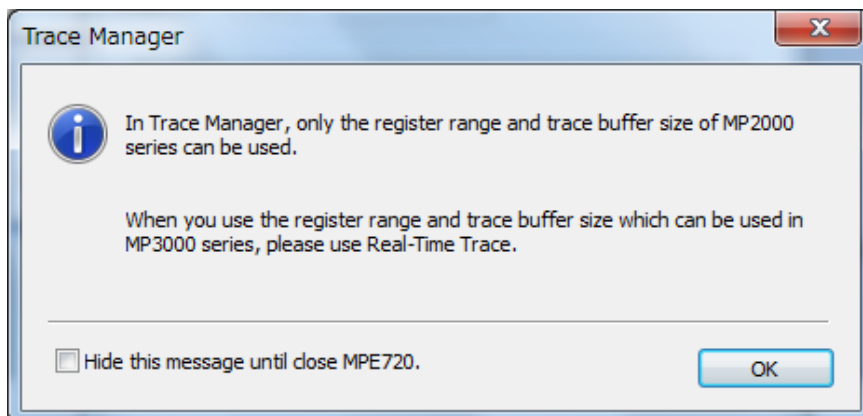 Trace Manager
In Trace Manager, only the register range and trace buffer size of MP2000
series can be used.
When you use the register range and trace buffer size which can be used in
MP3000 series, please use Real-Time Trace.
Hide this message until close MPE720.
OK